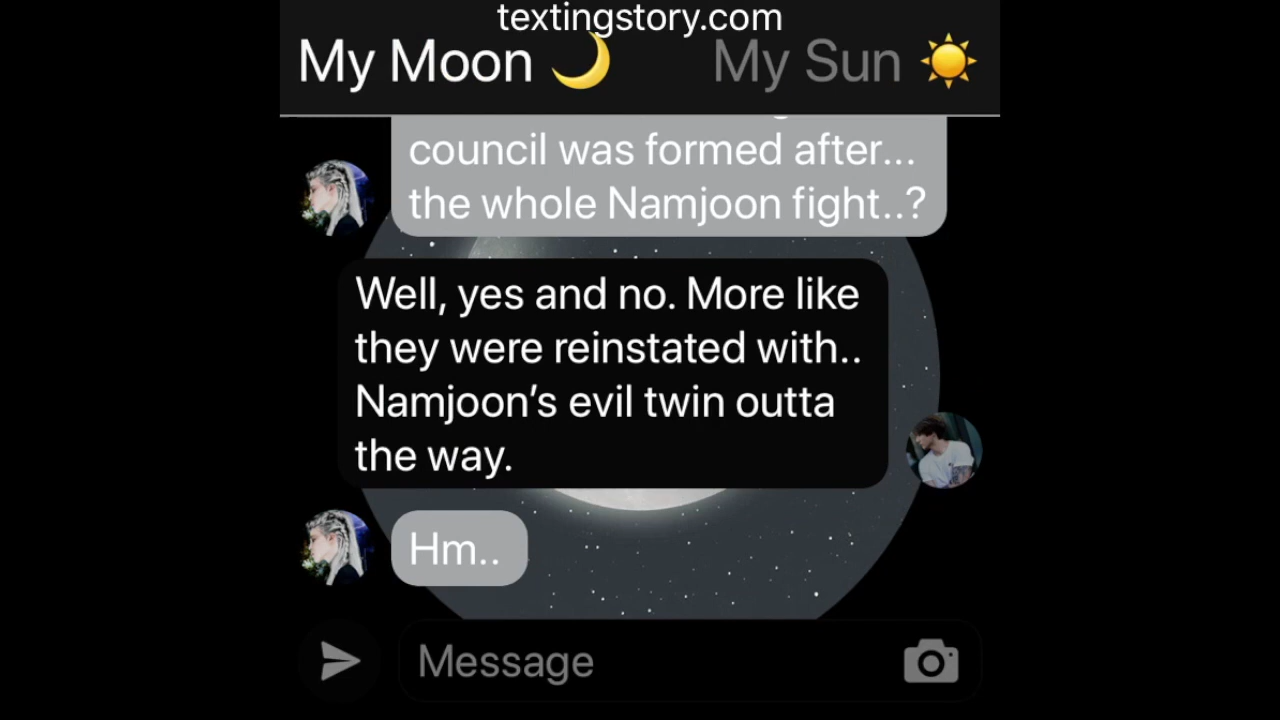 textingstory.com
My Moon 🌙 My Sun ☀️
council was formed after...
the whole Namjoon fight..?
Well, yes and no. More like
they were reinstated with..
Namjoon’s evil twin outta
the way.
Hm..
Message